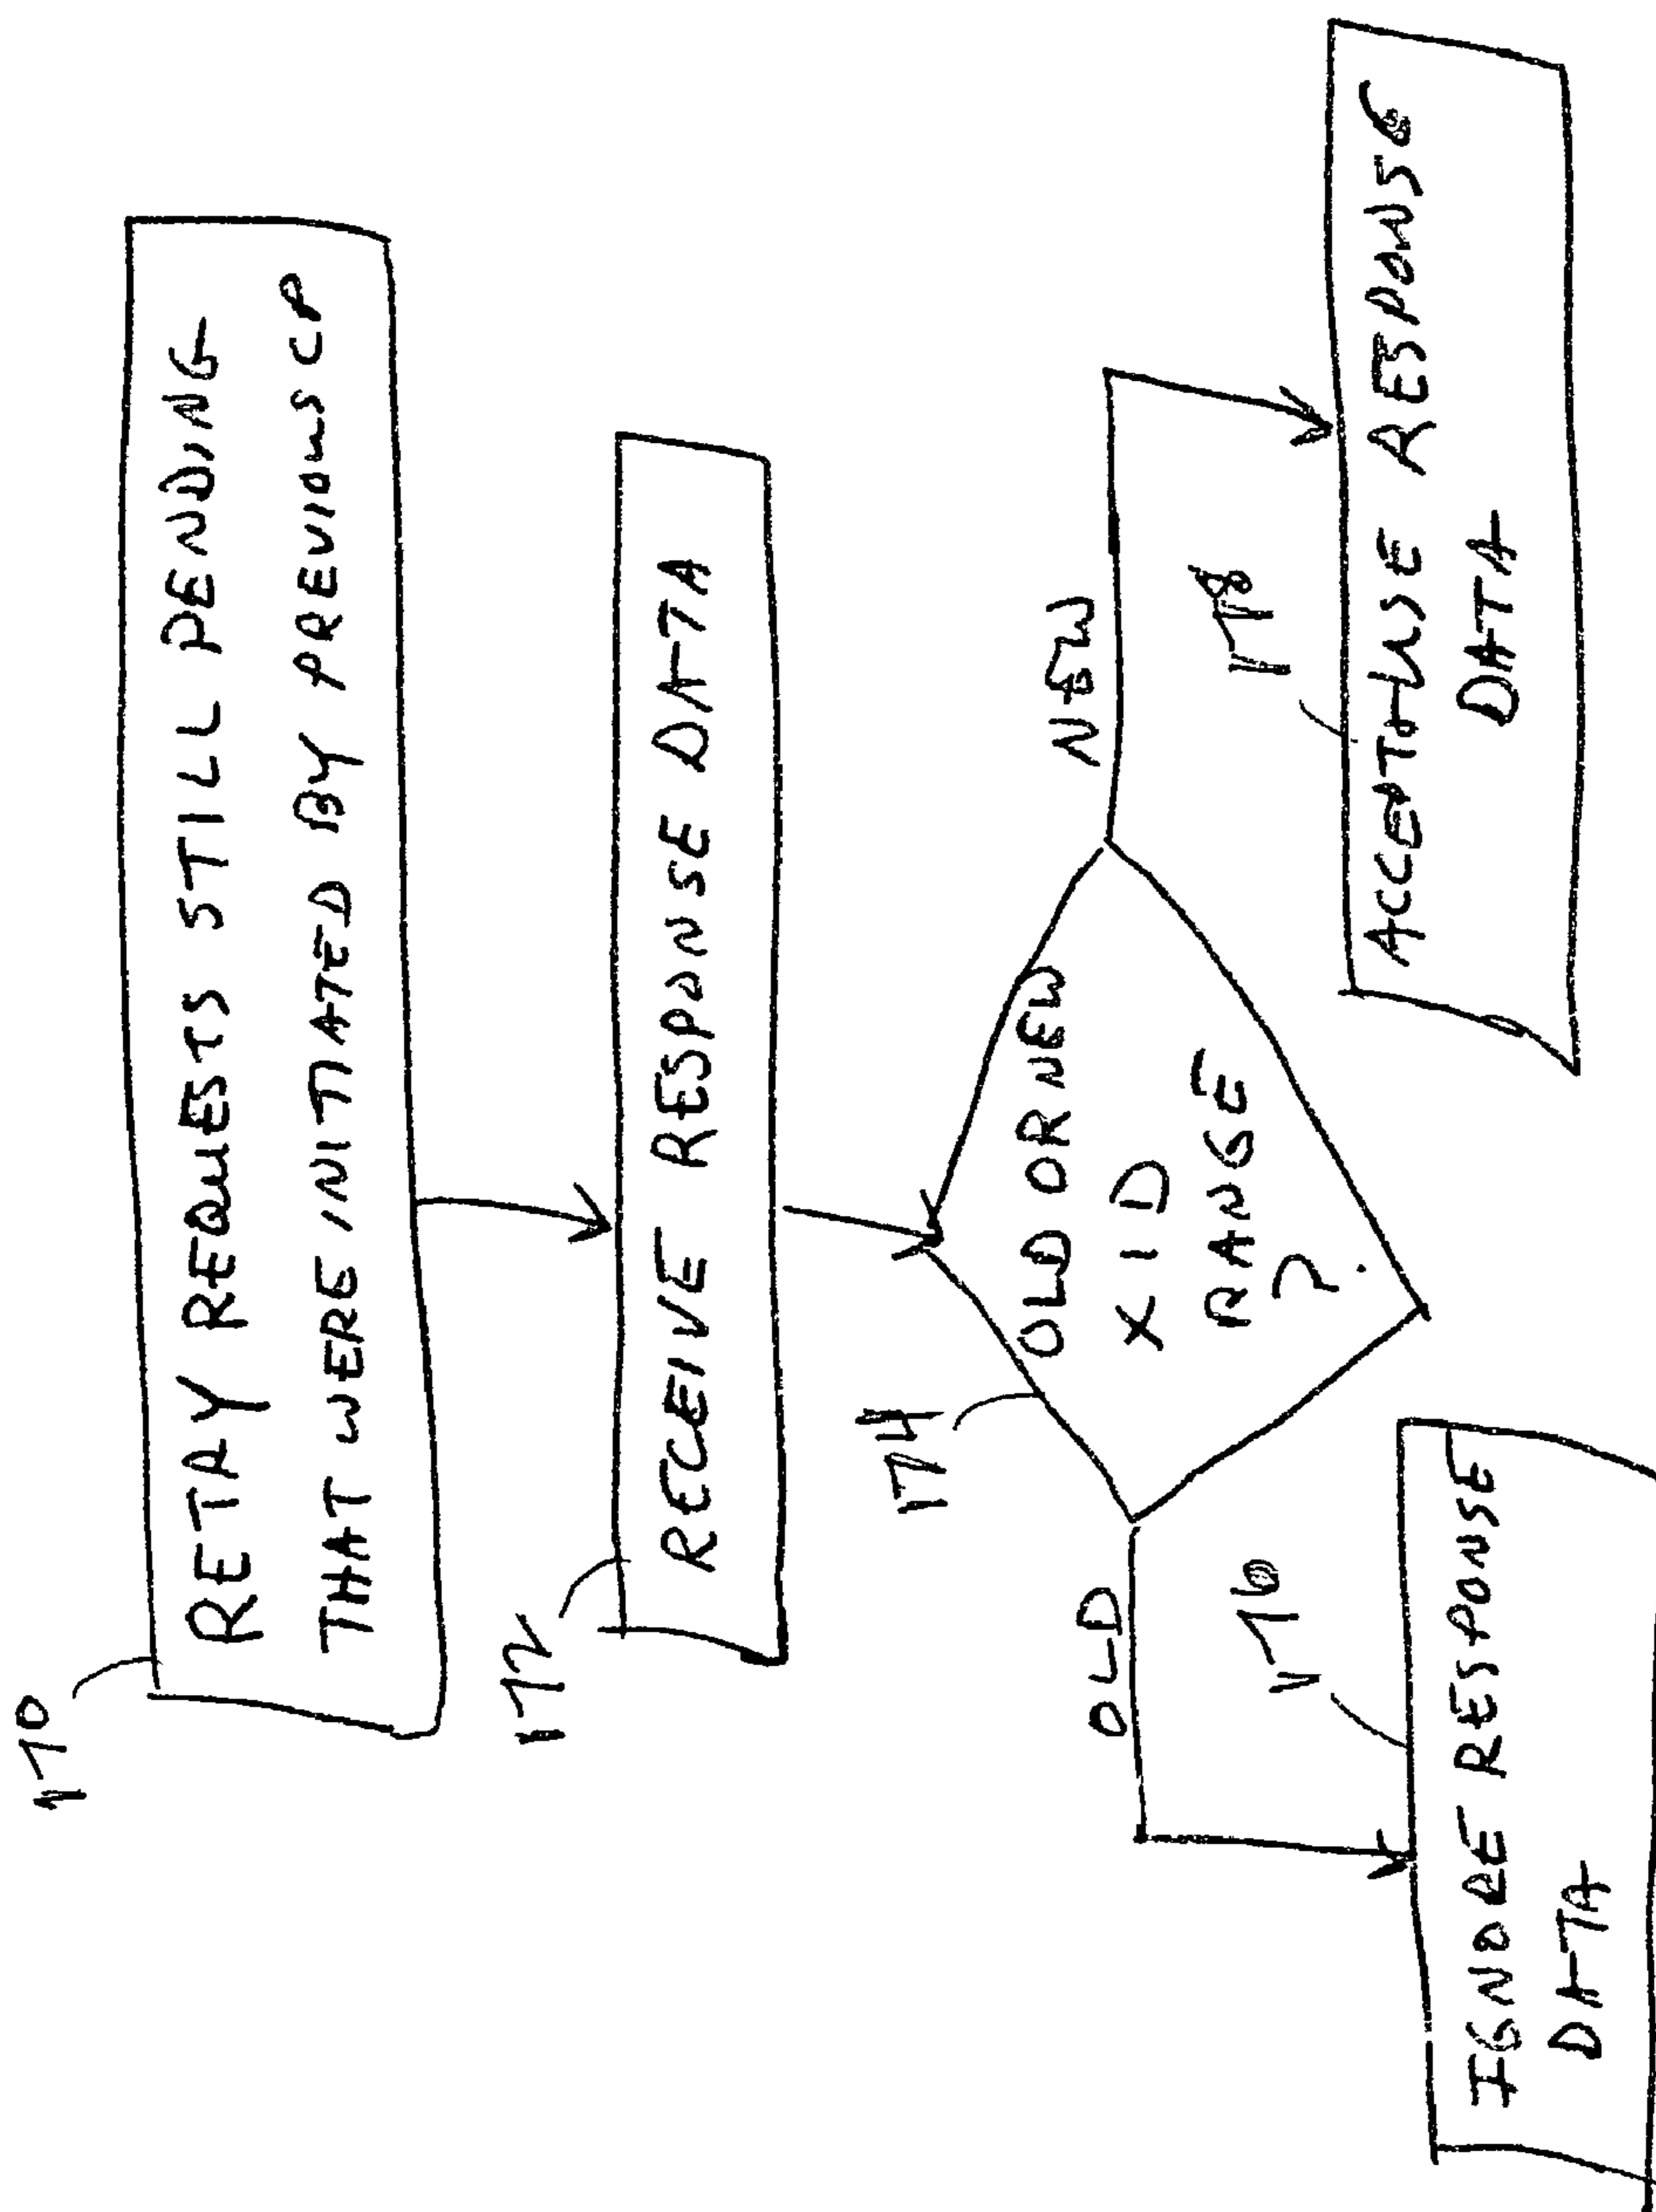 170
RETRY REQUESTS STILL PENDING
THAT WERE INITIATED BY PREVIOUS CP
172
RECEIVE RESPONSE DATA
174
OLD OR NEW
XID
RANGE
?
OLD
NEW
176
IGNORE RESPONSE
DATA
178
ACCEPT+USE RESPONSE
DATA